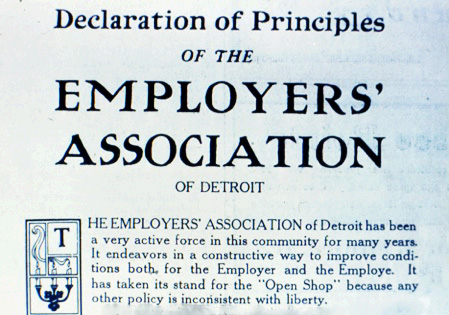 Declaration of Principles
OF THE
EMPLOYERS'
ASSOCIATION
OF DETROIT
THE EMPLOYERS' ASSOCIATION of Detroit has been
a very active force in this community for many years.
It endeavors in a constructive way to improve condi-
tions both, for the Employer and the Employe. It
has taken its stand for the "Open Shop" because any
other policy is inconsistent with liberty.